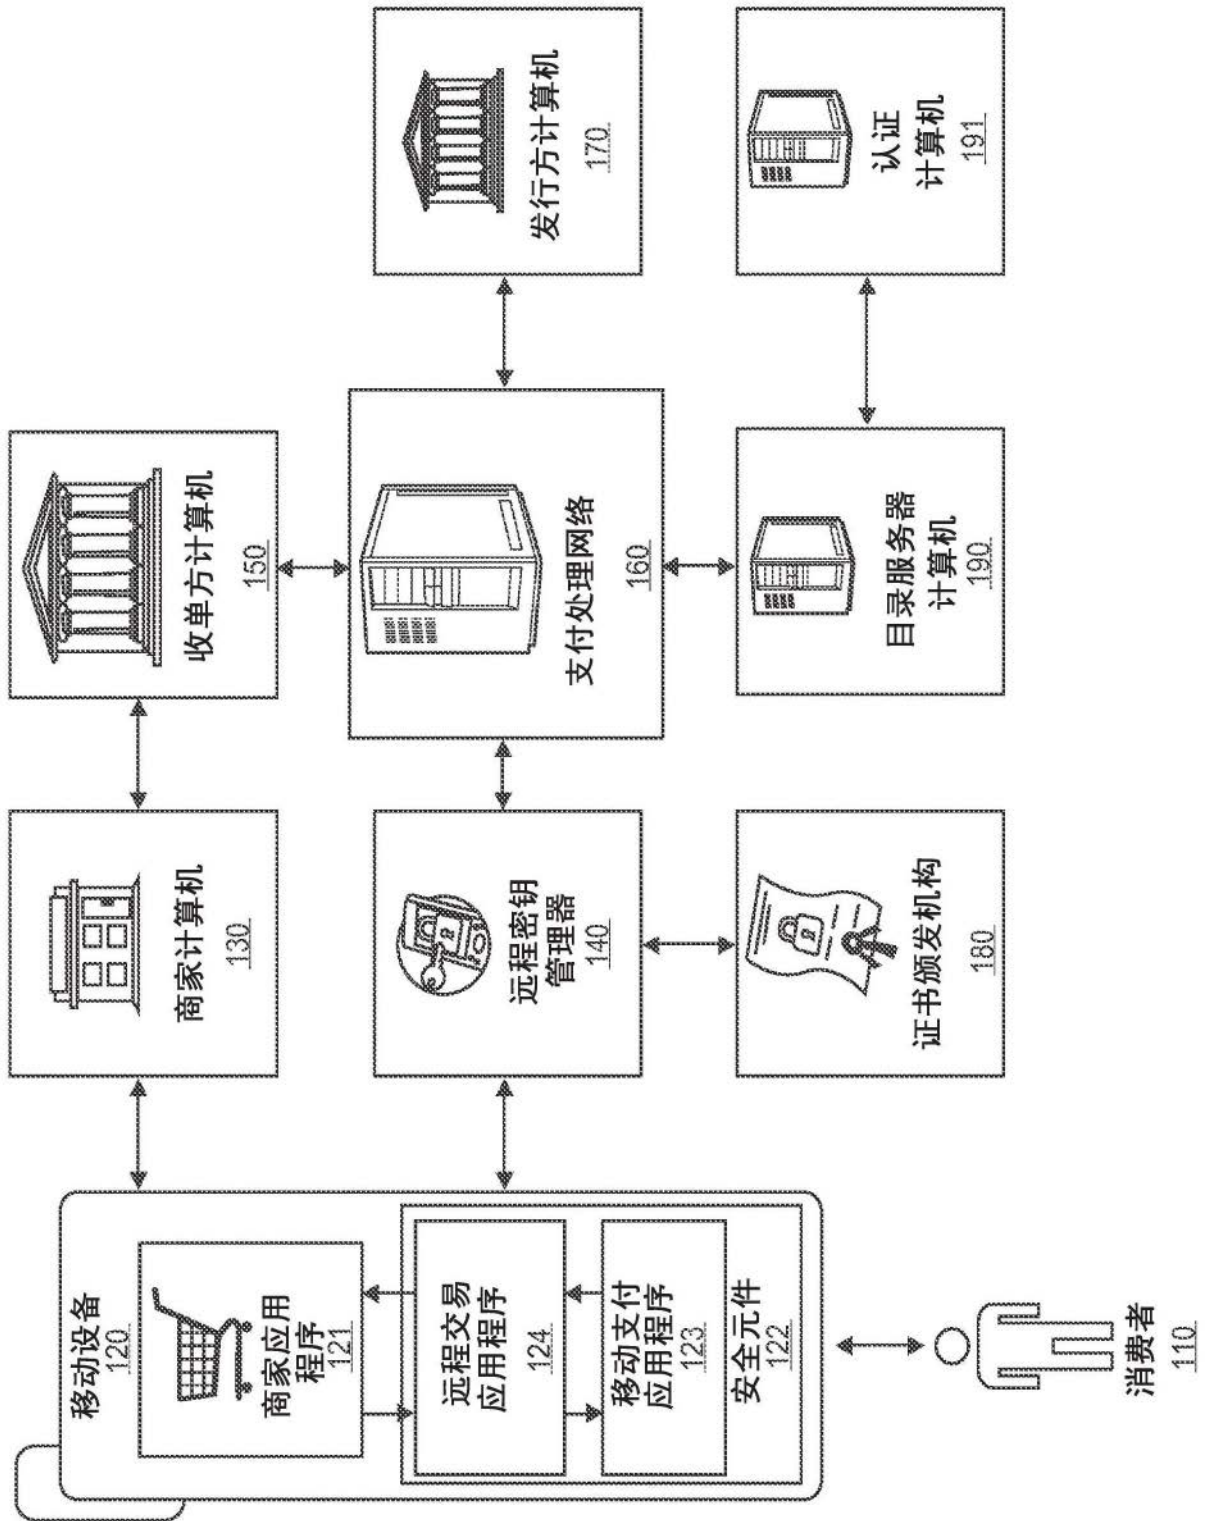 移动设备
120
商家应用
程序
121
远程交易
应用程序
124
移动支付
应用程序
123
安全元件
122
消费者
110
商家计算机
130
远程密钥
管理器
140
证书颁发机构
180
收单方计算机
150
支付处理网络
160
目录服务器
计算机
190
发行方计算机
170
认证
计算机
191